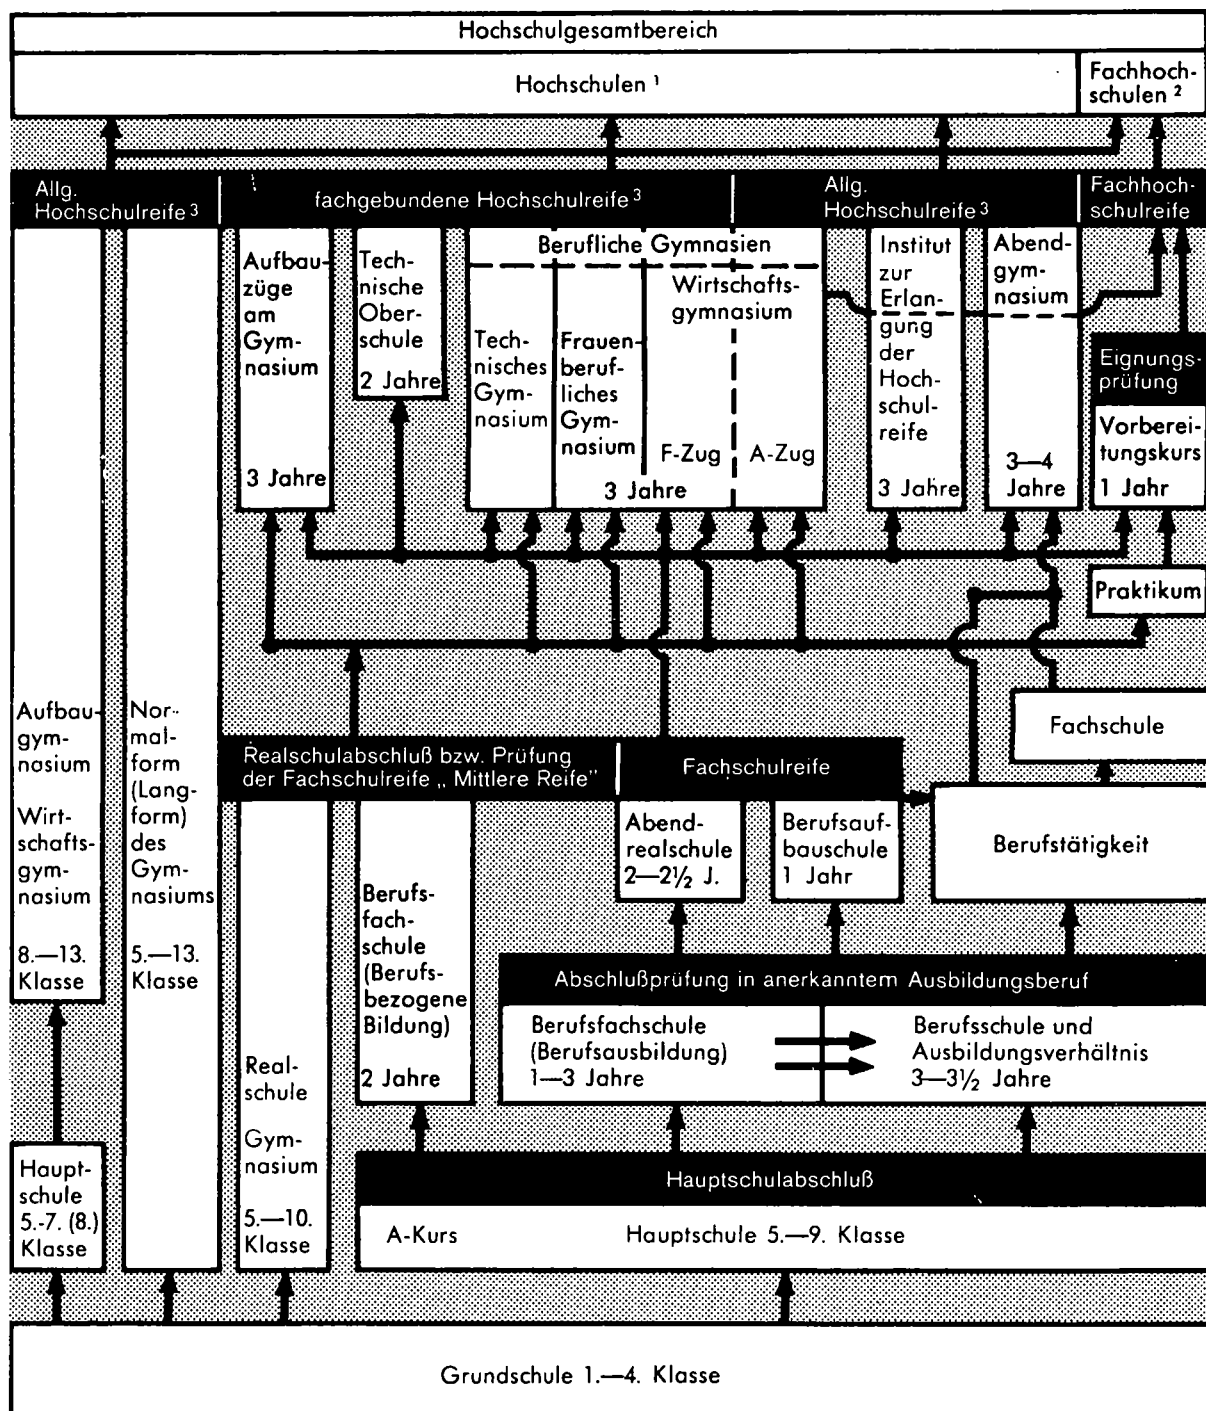 Hochschulgesamtbereich
Hochschulen ¹
Fachhoch-
schulen ²
Allg.
Hochschulreife ³
fachgebundene Hochschulreife ³
Allg.
Hochschulreife ³
Fachhoch-
schulreife
Aufbau-
züge
am
Gym-
nasium
3 Jahre
Tech-
nische
Ober-
schule
2 Jahre
Berufliche Gymnasien
Tech-
nisches
Gym-
nasium
Frauen-
beruf-
liches
Gym-
nasium
Wirtschafts-
gymnasium
F-Zug
A-Zug
3 Jahre
Institut
zur
Erlan-
gung
der
Hoch-
schul-
reife
3 Jahre
Abend-
gym-
nasium
3—4
Jahre
Eignungs-
prüfung
Vorberei-
tungskurs
1 Jahr
Praktikum
Aufbau-
gym-
nasium
Wirt-
schafts-
gym-
nasium
8.—13.
Klasse
Nor-
mal-
form
(Lang-
form)
des
Gym-
nasiums
5.—13.
Klasse
Fachschule
Realschulabschluß bzw. Prüfung
der Fachschulreife „ Mittlere Reife"
Fachschulreife
Abend-
realschule
2—2½ J.
Berufsauf-
bauschule
1 Jahr
Berufstätigkeit
Berufs-
fach-
schule
(Berufs-
bezogene
Bildung)
2 Jahre
Abschlußprüfung in anerkanntem Ausbildungsberuf
Berufsfachschule
(Berufsausbildung)
1—3 Jahre
Berufsschule und
Ausbildungsverhältnis
3—3½ Jahre
Real-
schule
Gym-
nasium
5.—10.
Klasse
Haupt-
schule
5.-7. (8.)
Klasse
Hauptschulabschluß
A-Kurs
Hauptschule 5.—9. Klasse
Grundschule 1.—4. Klasse